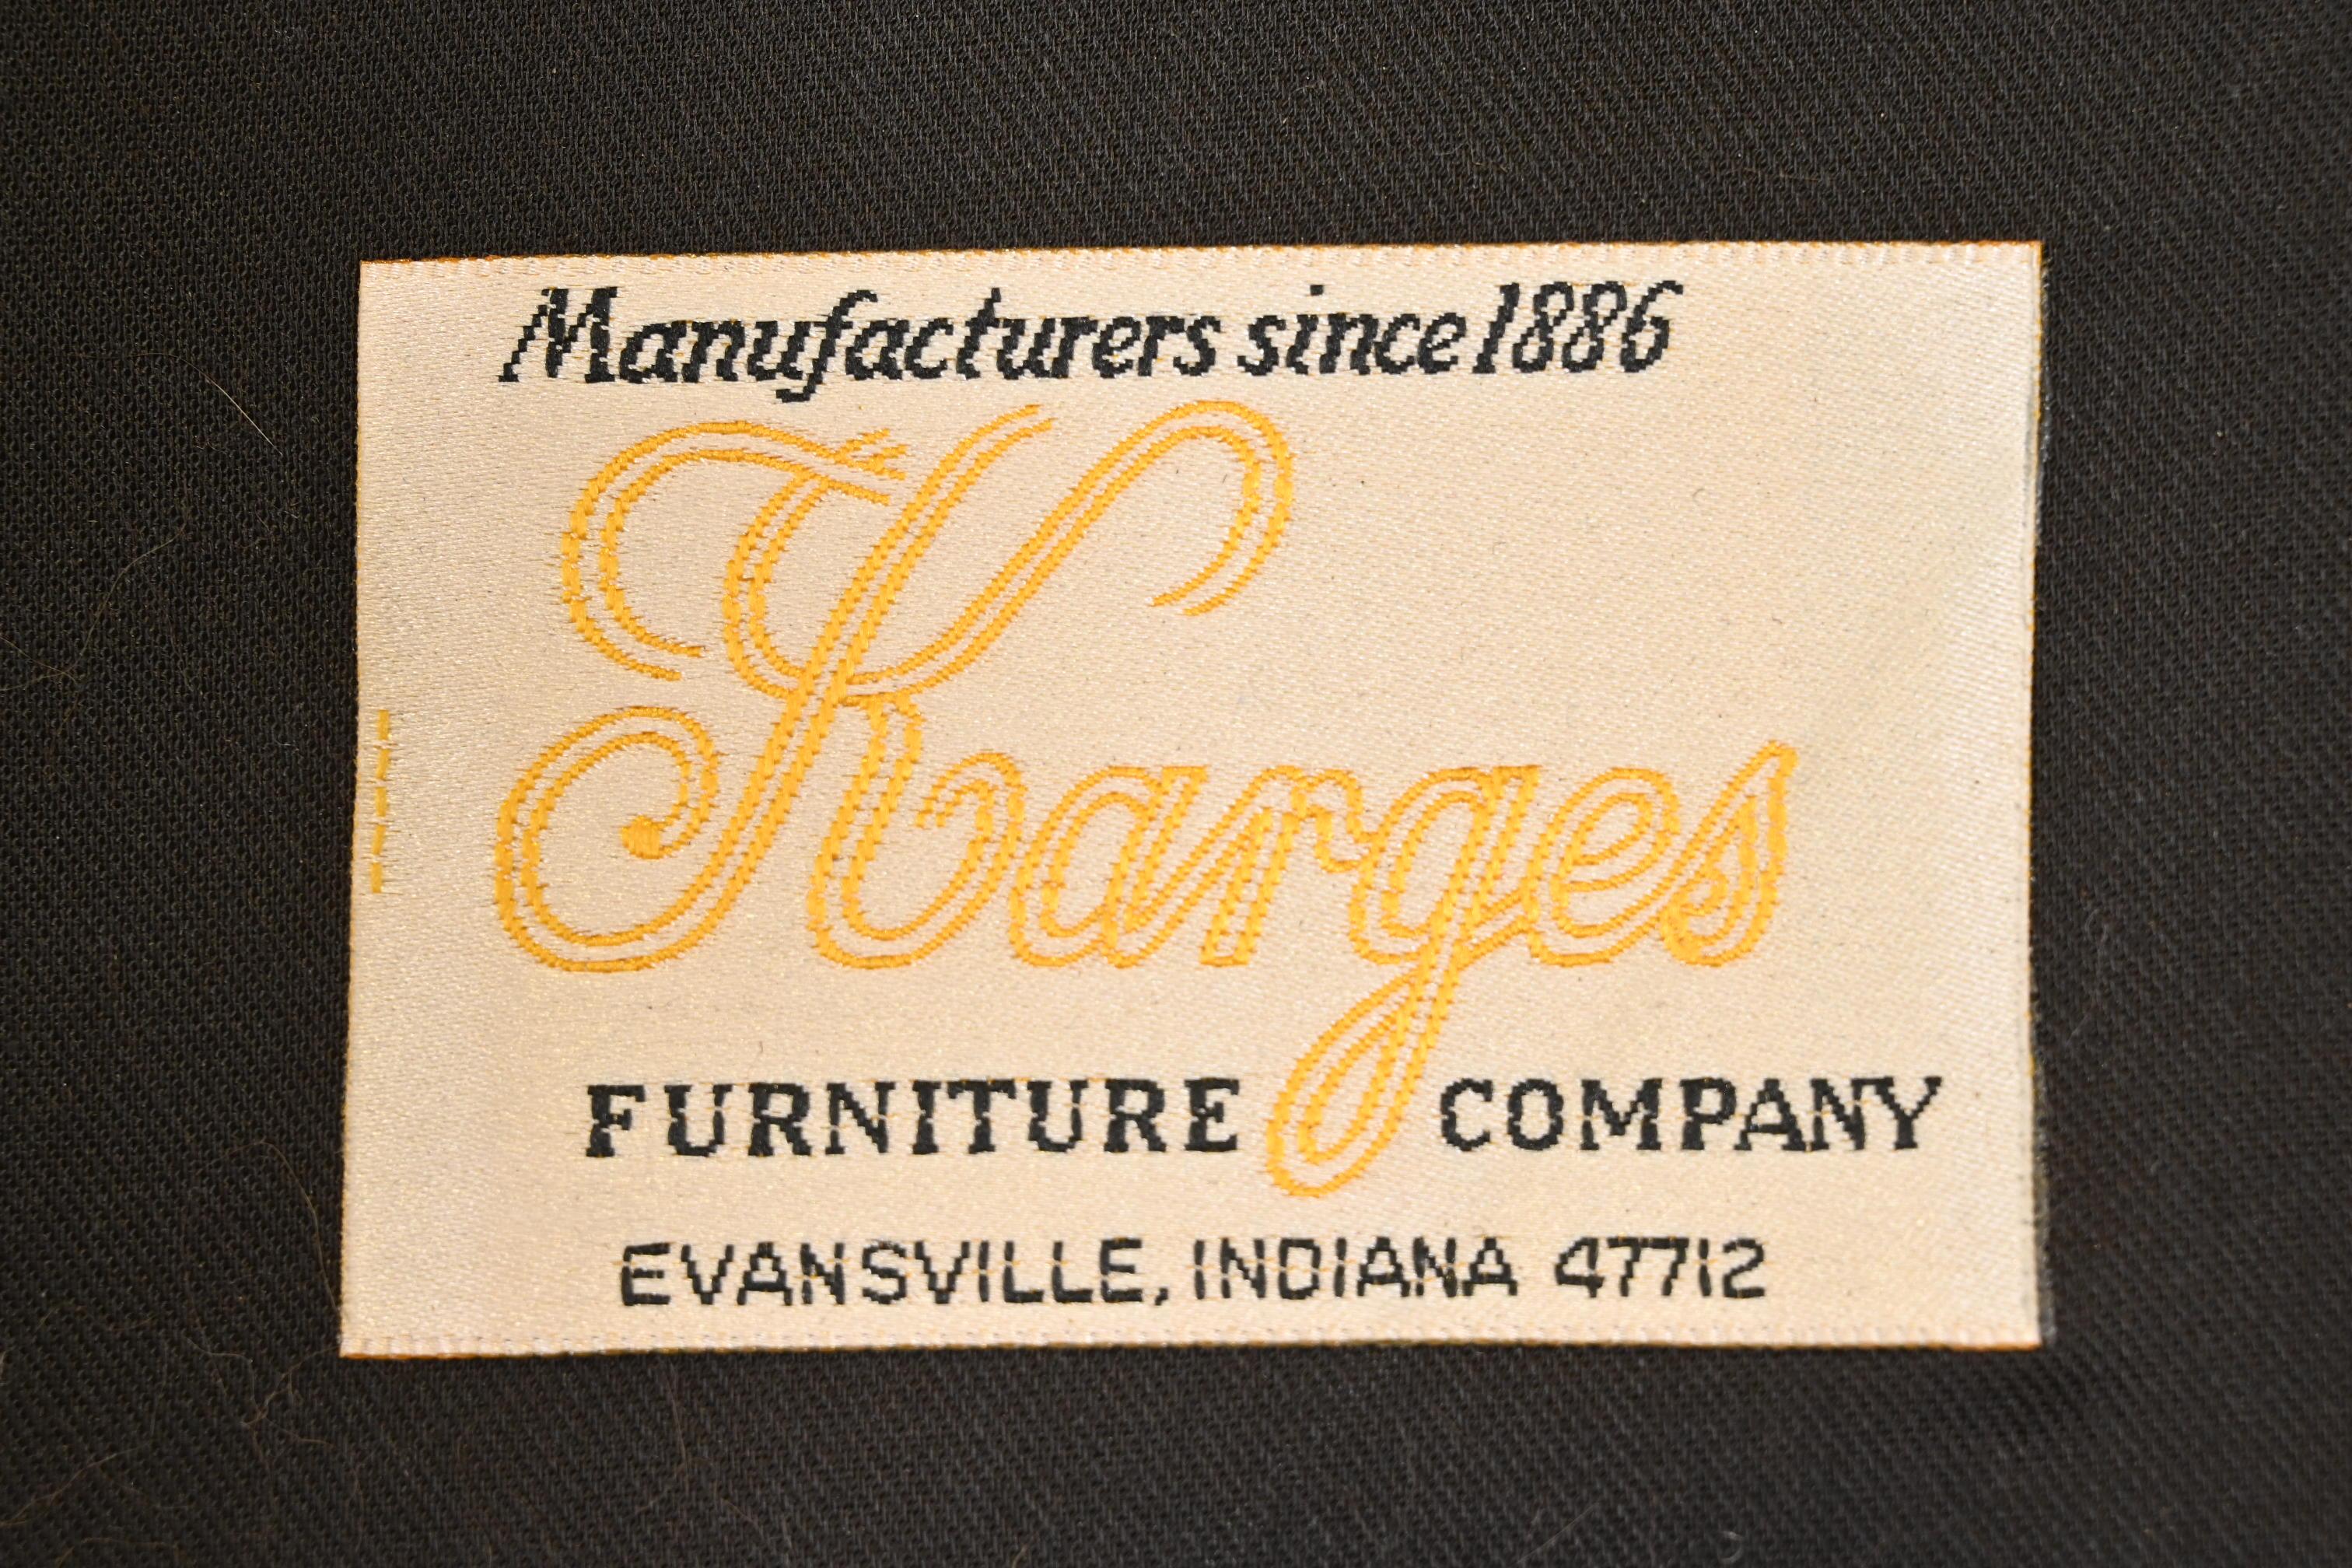 Manufacturers since 1886
Karges
FURNITURE COMPANY
EVANSVILLE, INDIANA 47712